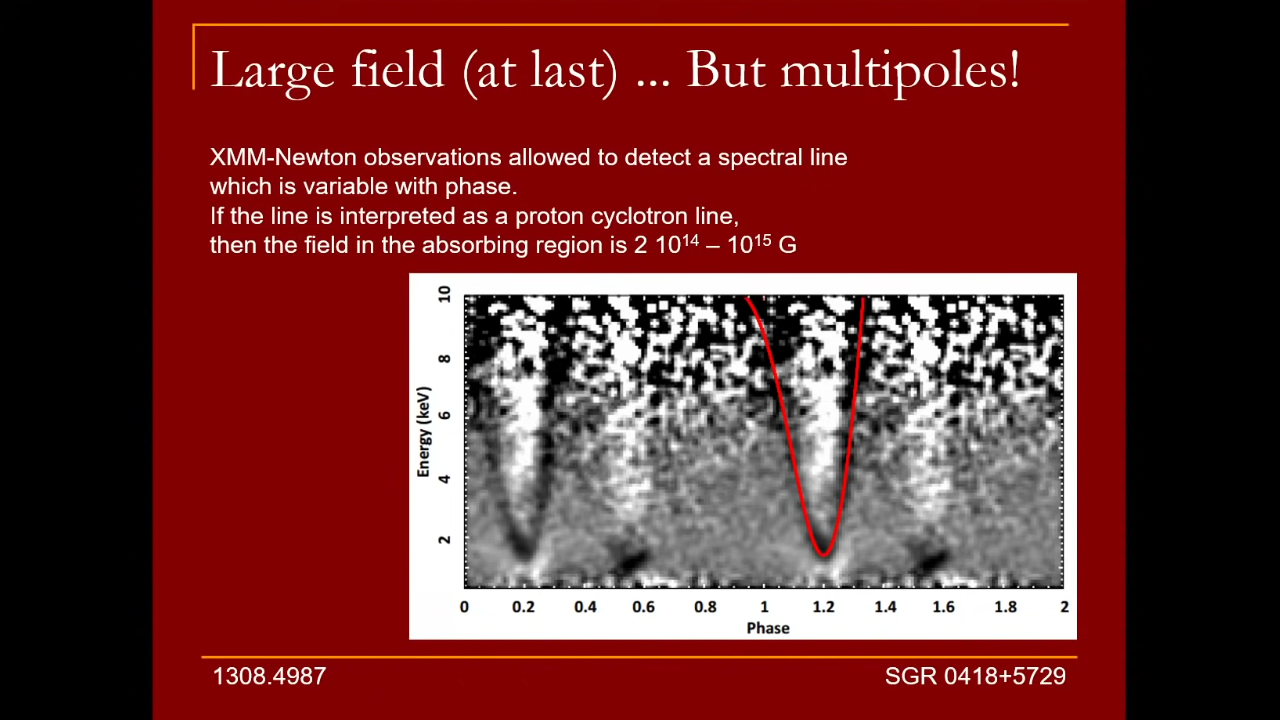 Large field (at last) ... But multipoles!
XMM-Newton observations allowed to detect a spectral line
which is variable with phase.
If the line is interpreted as a proton cyclotron line,
then the field in the absorbing region is 2 10¹⁴ – 10¹⁵ G
10
8
6
4
2
Energy (keV)
0 0.2 0.4 0.6 0.8 1 1.2 1.4 1.6 1.8 2
Phase
1308.4987
SGR 0418+5729